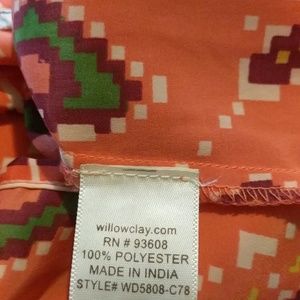 willowclay.com
RN # 93608
100% POLYESTER
MADE IN INDIA
STYLE# WD5808-C78